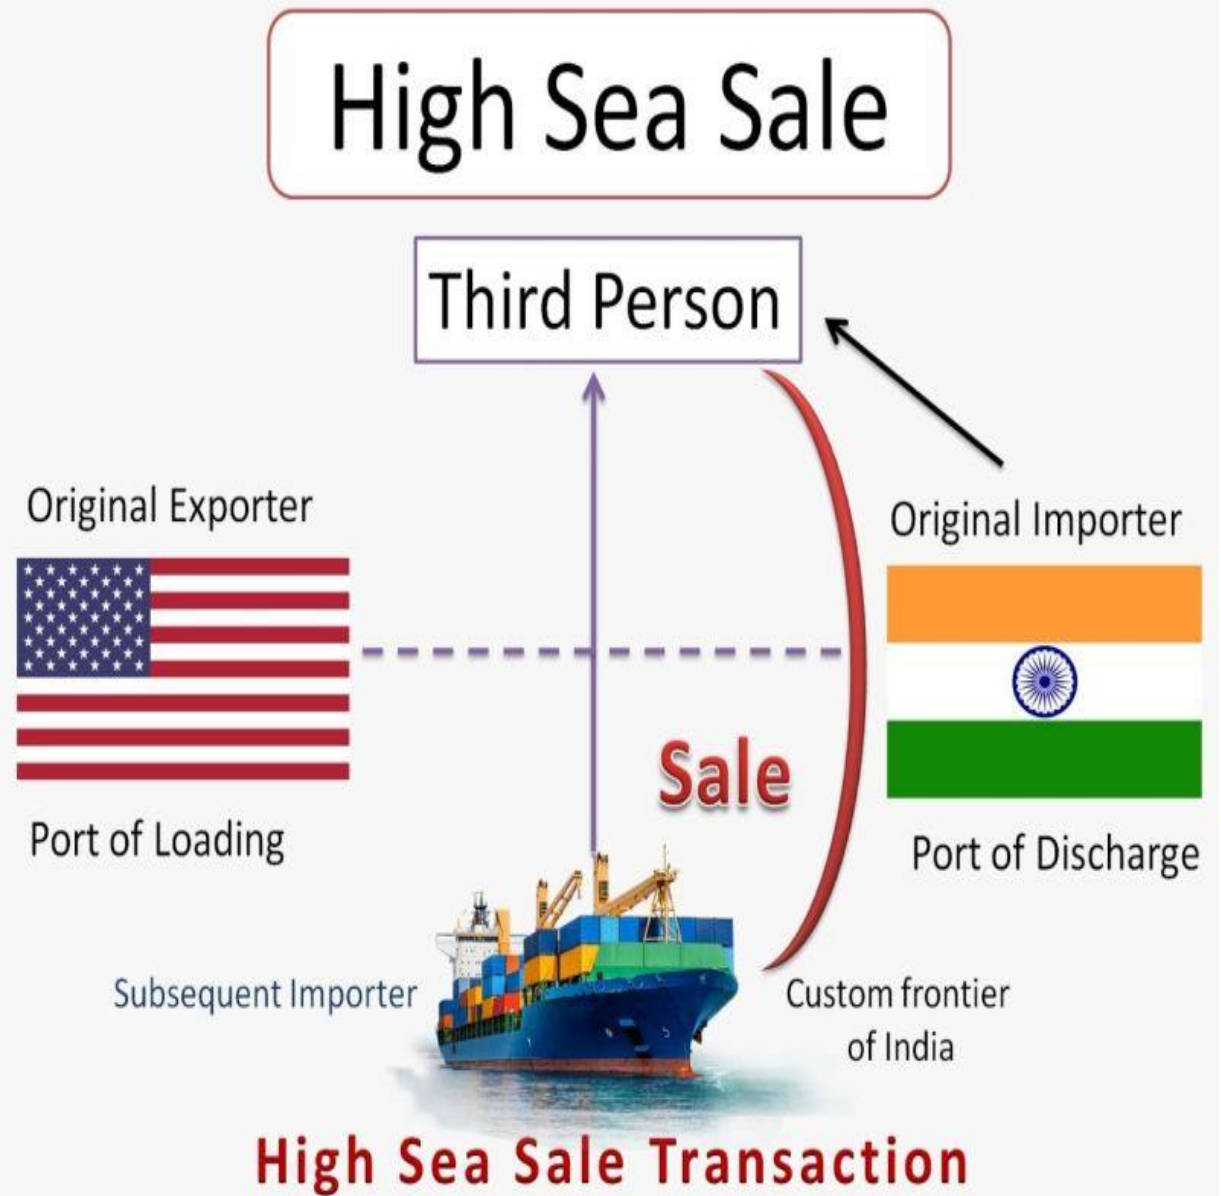 High Sea Sale
Third Person
Original Exporter
Original Importer
Sale
Port of Loading
Port of Discharge
Subsequent Importer
Custom frontier
of India
High Sea Sale Transaction